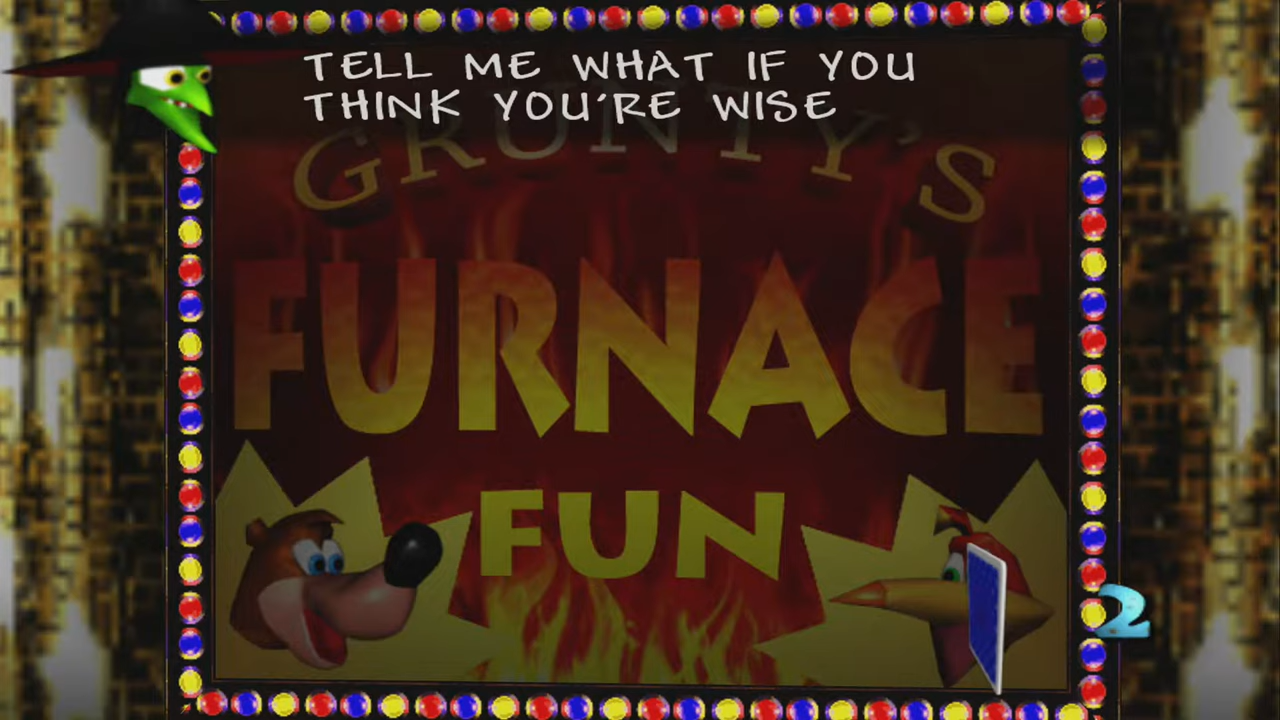 TELL ME WHAT IF YOU
THINK YOU'RE WISE
GRUNTY'S
FURNACE
FUN
2